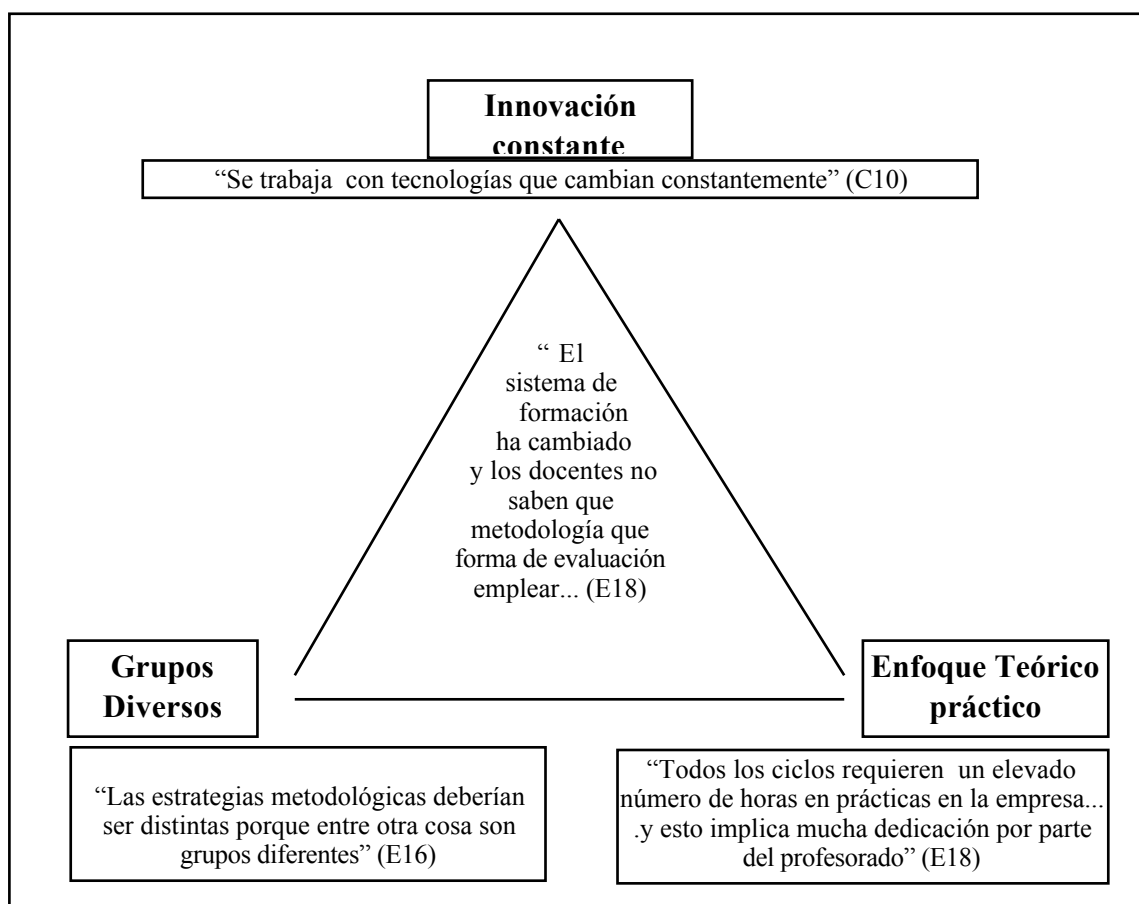 Innovación
constante
“Se trabaja con tecnologías que cambian constantemente” (C10)
“ El
sistema de
formación
ha cambiado
y los docentes no
saben que
metodología que
forma de evaluación
emplear... (E18)
Grupos
Diversos
“Las estrategias metodológicas deberían
ser distintas porque entre otra cosa son
grupos diferentes” (E16)
Enfoque Teórico
práctico
“Todos los ciclos requieren un elevado
número de horas en prácticas en la empresa...
.y esto implica mucha dedicación por parte
del profesorado” (E18)